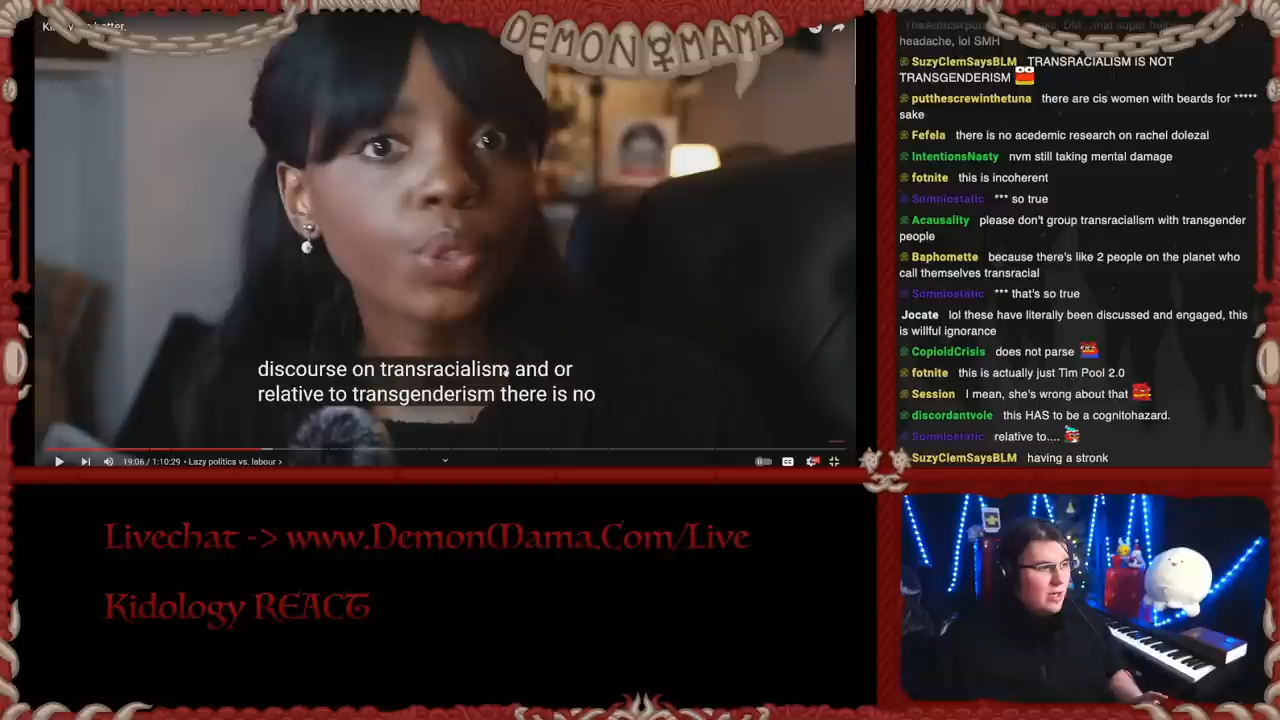 DEMON MAMA
discourse on transracialism and or
relative to transgenderism there is no
19:06 / 1:10:29 • Lazy politics vs. labour >
headache, lol SMH
SuzyClemSaysBLM TRANSRACIALISM IS NOT
TRANSGENDERISM
putthescrewinthetuna there are cis women with beards for *****
sake
Fefela there is no acedemic research on rachel dolezal
IntentionsNasty nvm still taking mental damage
fotnite this is incoherent
Somniostatic *** so true
Acausality please don't group transracialism with transgender
people
Baphomette because there's like 2 people on the planet who
call themselves transracial
Somniostatic *** that's so true
Jocate lol these have literally been discussed and engaged, this
is willful ignorance
CopioidCrisis does not parse
fotnite this is actually just Tim Pool 2.0
Session I mean, she's wrong about that
discordantvole this HAS to be a cognitohazard.
Somniostatic relative to....
SuzyClemSaysBLM having a stronk
Livechat -> www.DemonMama.Com/Live
Kidology REACT